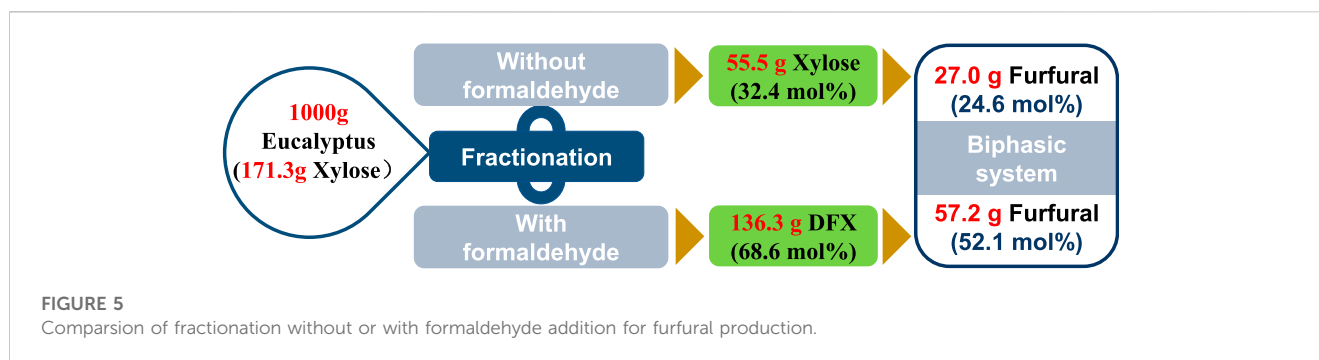 1000g
Eucalyptus
(171.3g Xylose）
Without
formaldehyde
Fractionation
With
formaldehyde
55.5 g Xylose
(32.4 mol%)
136.3 g DFX
(68.6 mol%)
27.0 g Furfural
(24.6 mol%)
Biphasic
system
57.2 g Furfural
(52.1 mol%)
FIGURE 5
Comparsion of fractionation without or with formaldehyde addition for furfural production.